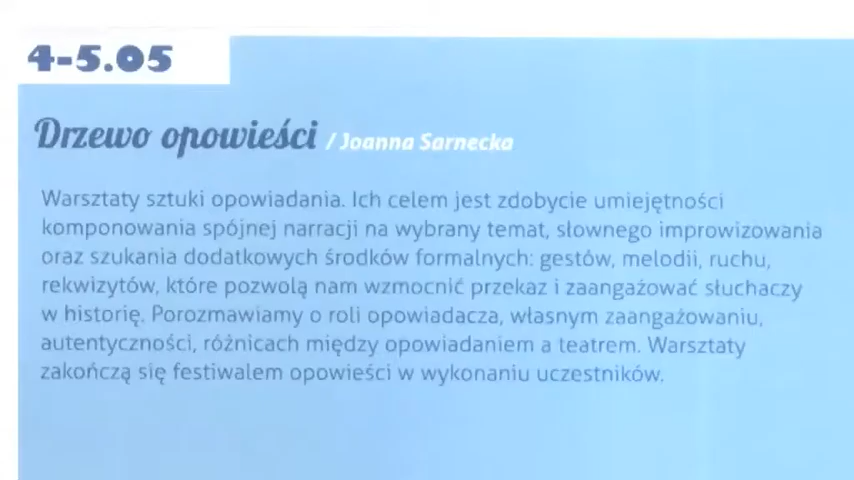 4-5.05
Drzewo opowieści / Joanna Sarnecka
Warsztaty sztuki opowiadania. Ich celem jest zdobycie umiejętności
komponowania spójnej narracji na wybrany temat, słownego improwizowania
oraz szukania dodatkowych środków formalnych: gestów, melodii, ruchu,
rekwizytów, które pozwolą nam wzmocnić przekaz i zaangażować słuchaczy
w historię. Porozmawiamy o roli opowiadacza, własnym zaangażowaniu,
autentyczności, różnicach między opowiadaniem a teatrem. Warsztaty
zakończą się festiwalem opowieści w wykonaniu uczestników.